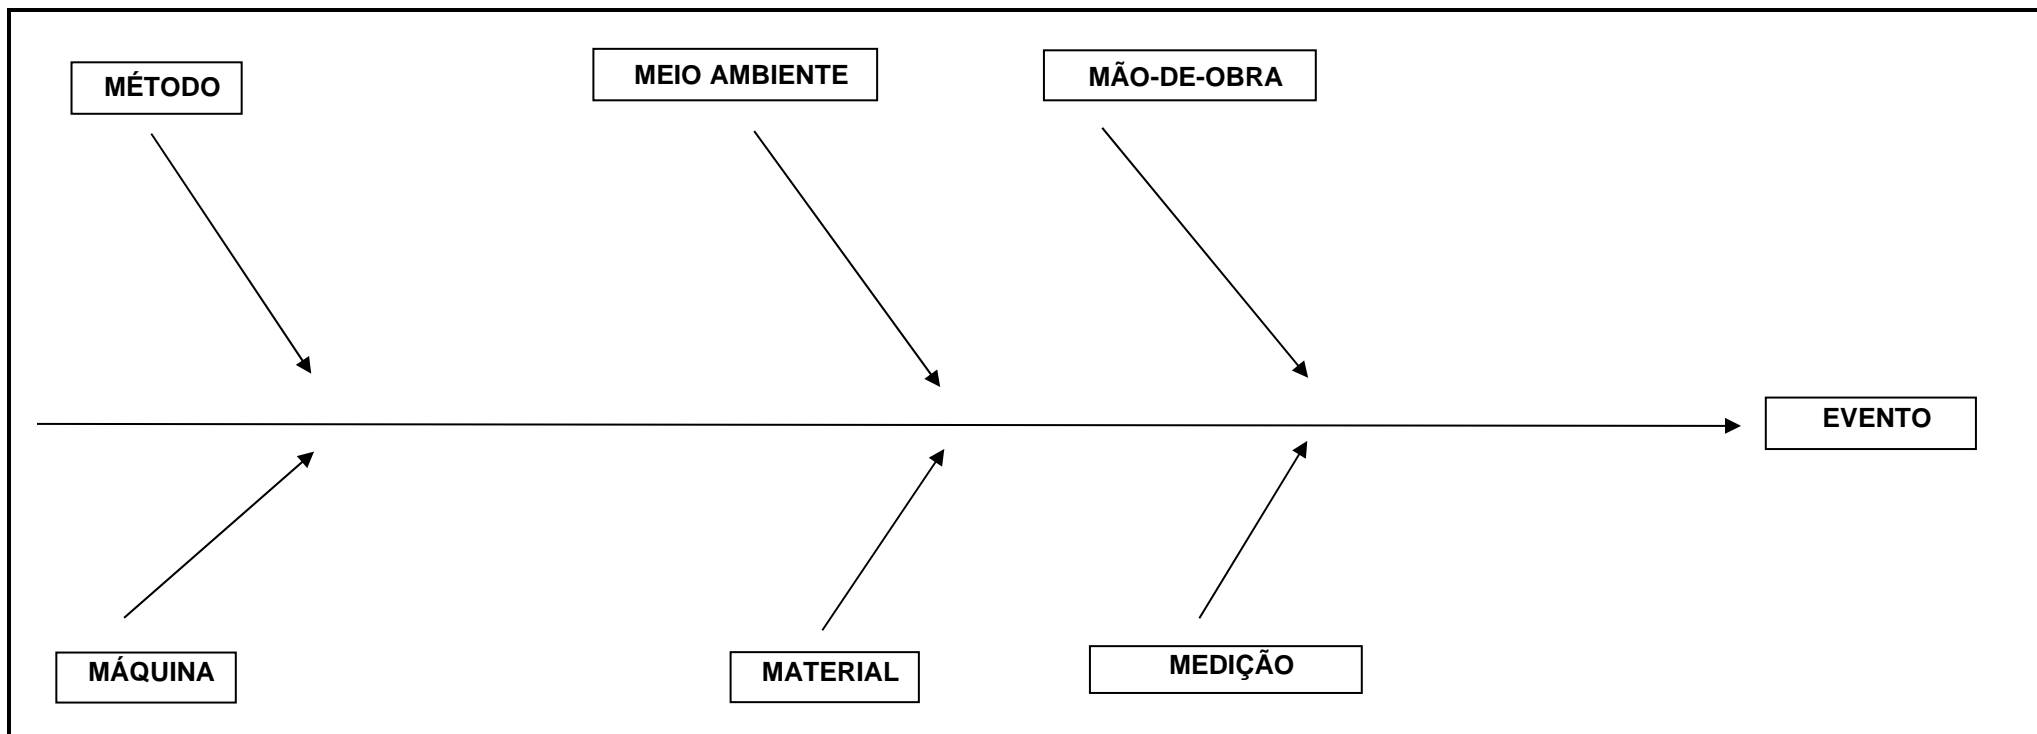 MÉTODO
MEIO AMBIENTE
MÃO-DE-OBRA
EVENTO
MÁQUINA
MATERIAL
MEDIÇÃO